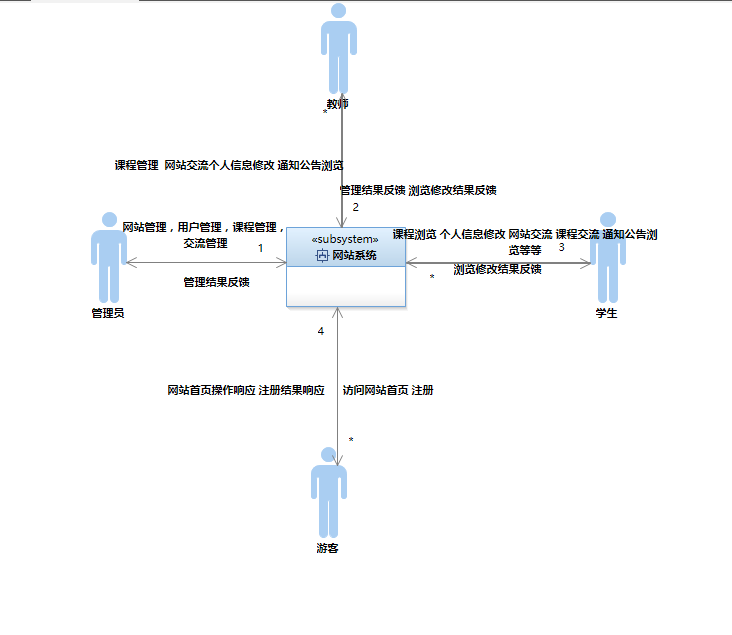 教师
*
课程管理 网站交流个人信息修改 通知公告浏览
管理结果反馈 浏览修改结果反馈
2
网站管理，用户管理，课程管理，
交流管理
1
管理结果反馈
管理员
«subsystem»
网站系统
课程浏览 个人信息修改 网站交流 课程交流 通知公告浏
览等等
3
浏览修改结果反馈
*
学生
4
网站首页操作响应 注册结果响应
访问网站首页 注册
*
游客